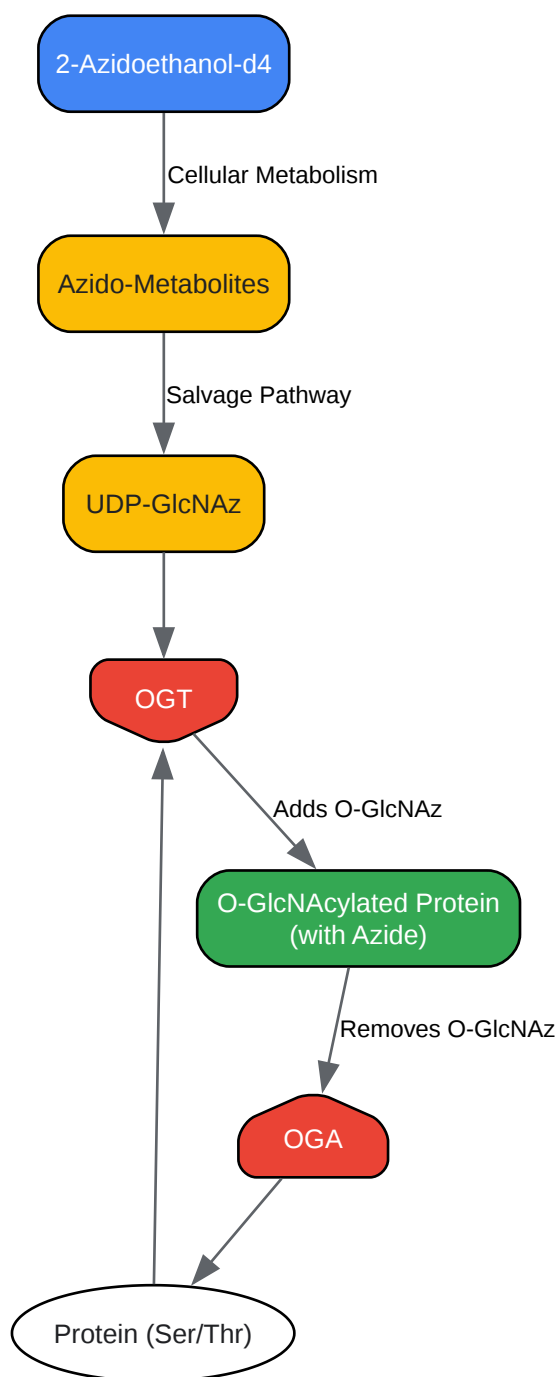 2-Azidoethanol-d4
Cellular Metabolism
Azido-Metabolites
Salvage Pathway
UDP-GlcNAz
OGT
Adds O-GlcNAz
O-GlcNAcylated Protein
(with Azide)
Removes O-GlcNAz
OGA
Protein (Ser/Thr)